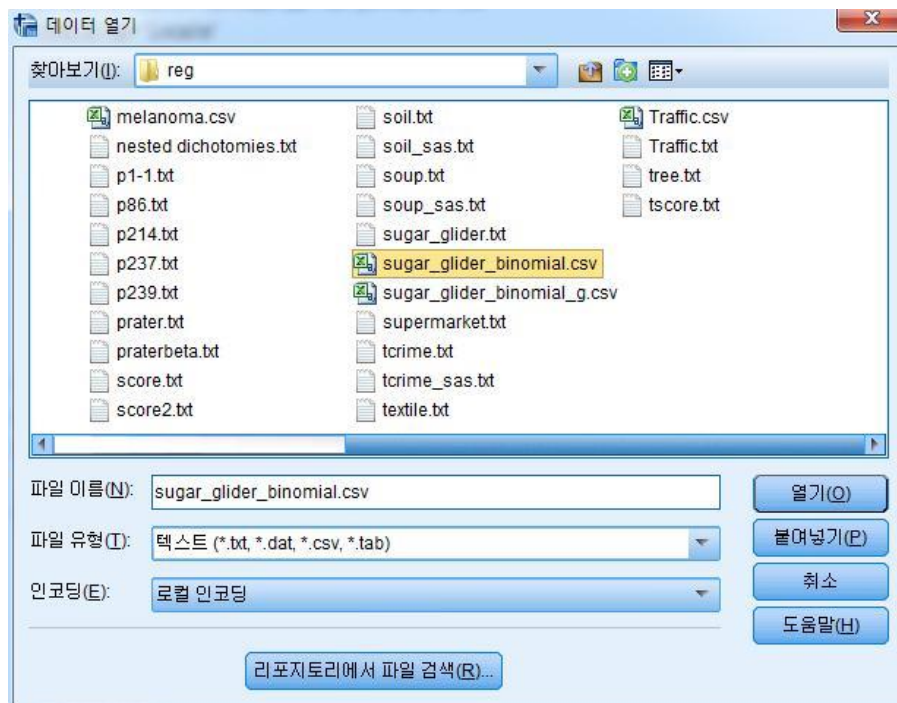 데이터 열기
찾아보기(I): reg
melanoma.csv
nested dichotomies.txt
p1-1.txt
p86.txt
p214.txt
p237.txt
p239.txt
prater.txt
praterbeta.txt
score.txt
score2.txt
soil.txt
soil_sas.txt
soup.txt
soup_sas.txt
sugar_glider.txt
sugar_glider_binomial.csv
sugar_glider_binomial_g.csv
supermarket.txt
tcrime.txt
tcrime_sas.txt
textile.txt
Traffic.csv
Traffic.txt
tree.txt
tscore.txt
파일 이름(N): sugar_glider_binomial.csv
열기(O)
파일 유형(T): 텍스트 (*.txt, *.dat, *.csv, *.tab)
붙여넣기(P)
인코딩(E): 로컬 인코딩
취소
도움말(H)
리포지토리에서 파일 검색(R)...